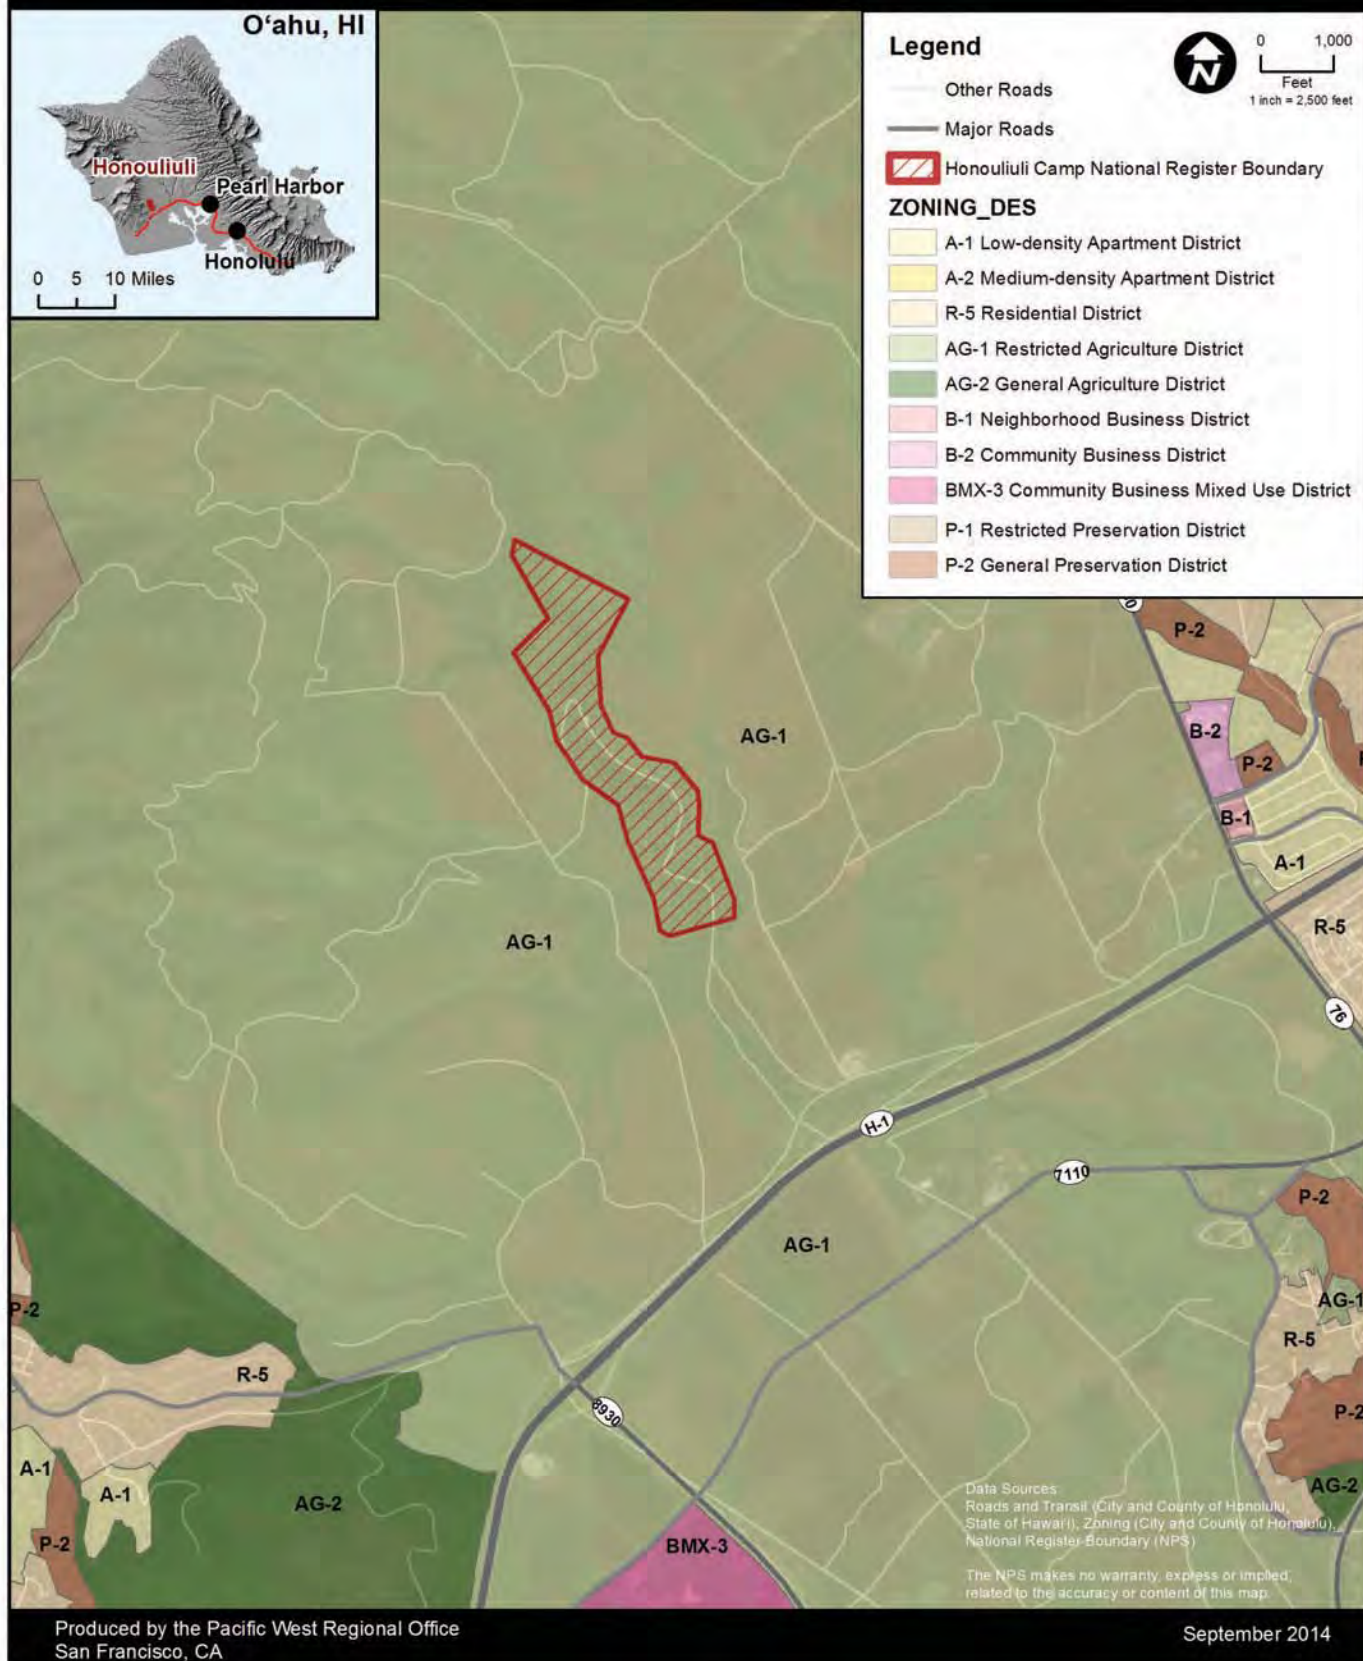 O‘ahu, HI
Honouliuli
Pearl Harbor
Honolulu
0 5 10 Miles
Legend
N
0 1,000
Feet
1 inch = 2,500 feet
Other Roads
Major Roads
Honouliuli Camp National Register Boundary
ZONING_DES
A-1 Low-density Apartment District
A-2 Medium-density Apartment District
R-5 Residential District
AG-1 Restricted Agriculture District
AG-2 General Agriculture District
B-1 Neighborhood Business District
B-2 Community Business District
BMX-3 Community Business Mixed Use District
P-1 Restricted Preservation District
P-2 General Preservation District
P-2
B-2
AG-1
P-2
B-1
A-1
R-5
AG-1
76
H-1
7110
P-2
AG-1
AG-1
P-2
R-5
R-5
P-2
8930
A-1
A-1
AG-2
AG-2
P-2
BMX-3
Data Sources:
Roads and Transit (City and County of Honolulu,
State of Hawai‘i), Zoning (City and County of Honolulu),
National Register Boundary (NPS)
The NPS makes no warranty, express or implied,
related to the accuracy or content of this map.
Produced by the Pacific West Regional Office
San Francisco, CA
September 2014